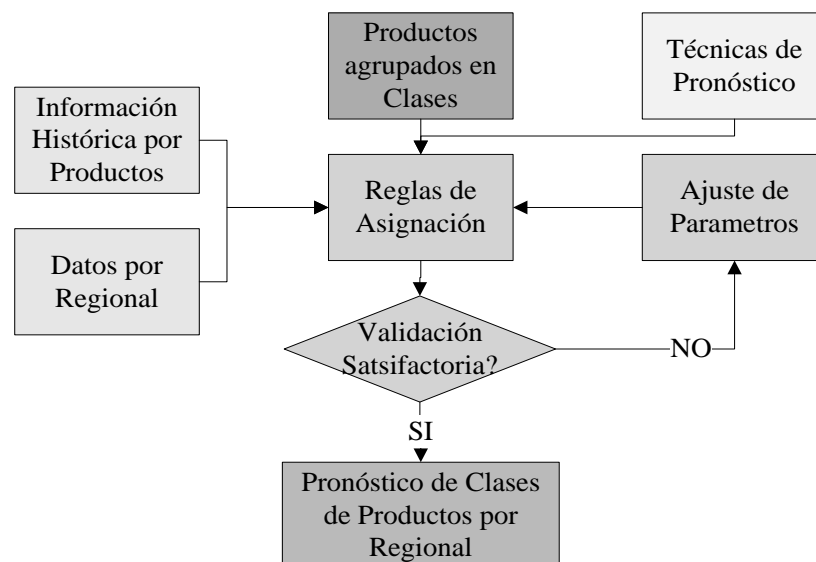 Productos
agrupados en
Clases
Técnicas de
Pronóstico
Información
Histórica por
Productos
Reglas de
Asignación
Ajuste de
Parametros
Datos por
Regional
Validación
Satsifactoria?
NO
SI
Pronóstico de Clases
de Productos por
Regional